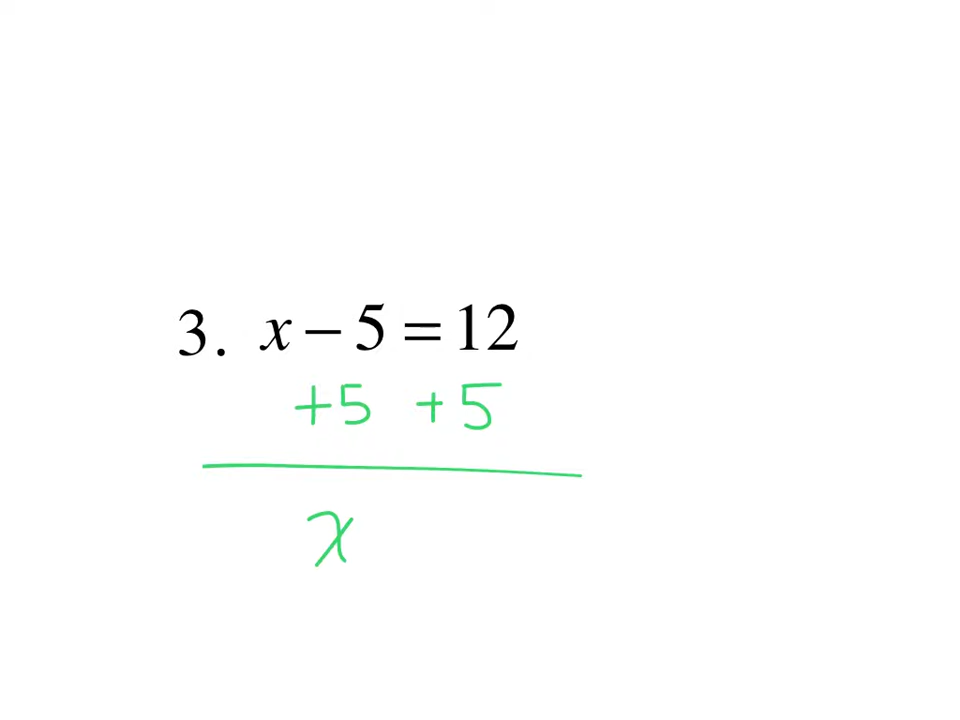 3. x − 5 = 12
+5 +5
x